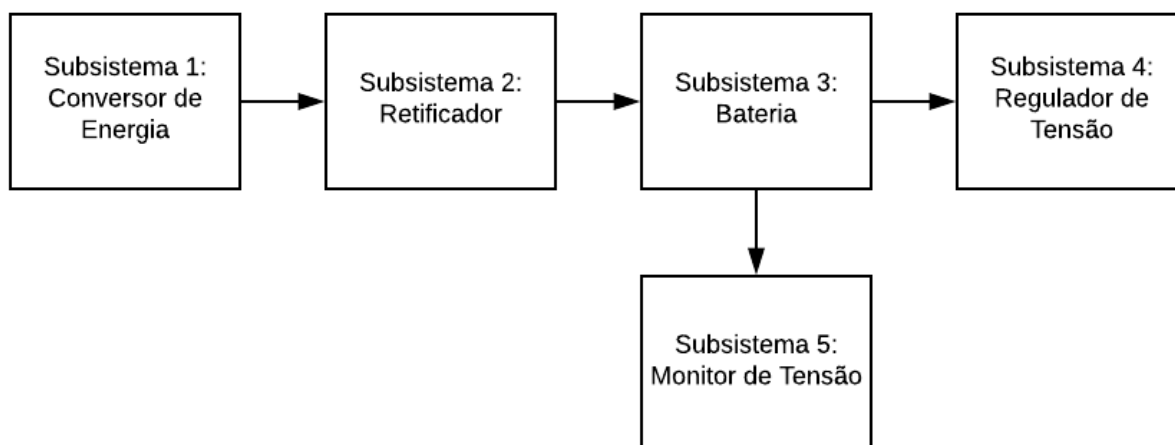 Subsistema 1:
Conversor de
Energia
Subsistema 2:
Retificador
Subsistema 3:
Bateria
Subsistema 4:
Regulador de
Tensão
Subsistema 5:
Monitor de Tensão